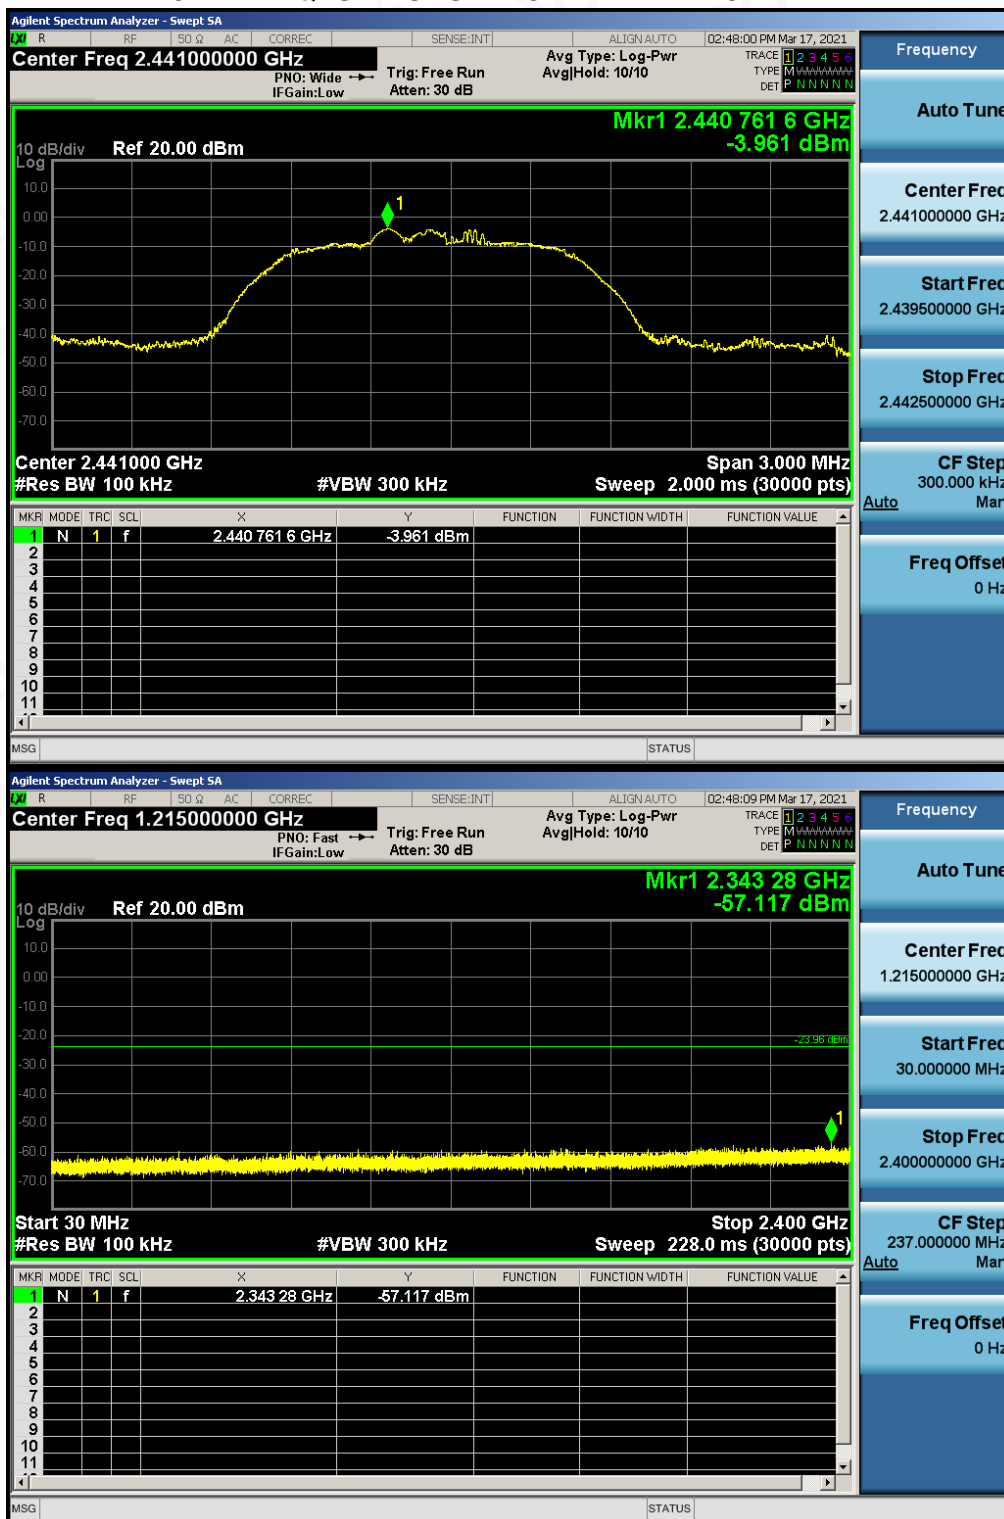 Agilent Spectrum Analyzer - Swept SA
LXI R RF 50 Ω AC CORREC SENSE:INT ALIGN AUTO 02:48:00 PM Mar 17, 2021
Center Freq 2.441000000 GHz
PNO: Wide
IFGain:Low
Trig: Free Run
Atten: 30 dB
Avg Type: Log-Pwr
Avg|Hold: 10/10
TRACE 1 2 3 4 5 6
TYPE M
DET P N N N N N
Mkr1 2.440 761 6 GHz
-3.961 dBm
10 dB/div Ref 20.00 dBm
Log
10.0
0.00
-10.0
-20.0
-30.0
-40.0
-50.0
-60.0
-70.0
1
Center 2.441000 GHz Span 3.000 MHz
#Res BW 100 kHz #VBW 300 kHz Sweep 2.000 ms (30000 pts)
MKR MODE TRC SCL X Y FUNCTION FUNCTION WIDTH FUNCTION VALUE
1 N 1 f 2.440 761 6 GHz -3.961 dBm
2
3
4
5
6
7
8
9
10
11
MSG STATUS
Frequency
Auto Tune
Center Freq
2.441000000 GHz
Start Freq
2.439500000 GHz
Stop Freq
2.442500000 GHz
CF Step
300.000 kHz
Auto Man
Freq Offset
0 Hz
Agilent Spectrum Analyzer - Swept SA
LXI R RF 50 Ω AC CORREC SENSE:INT ALIGN AUTO 02:48:09 PM Mar 17, 2021
Center Freq 1.215000000 GHz
PNO: Fast
IFGain:Low
Trig: Free Run
Atten: 30 dB
Avg Type: Log-Pwr
Avg|Hold: 10/10
TRACE 1 2 3 4 5 6
TYPE M
DET P N N N N N
Mkr1 2.343 28 GHz
-57.117 dBm
10 dB/div Ref 20.00 dBm
Log
10.0
0.00
-10.0
-20.0
-30.0
-40.0
-50.0
-60.0
-70.0
-23.96 dBm
1
Start 30 MHz Stop 2.400 GHz
#Res BW 100 kHz #VBW 300 kHz Sweep 228.0 ms (30000 pts)
MKR MODE TRC SCL X Y FUNCTION FUNCTION WIDTH FUNCTION VALUE
1 N 1 f 2.343 28 GHz -57.117 dBm
2
3
4
5
6
7
8
9
10
11
MSG STATUS
Frequency
Auto Tune
Center Freq
1.215000000 GHz
Start Freq
30.000000 MHz
Stop Freq
2.400000000 GHz
CF Step
237.000000 MHz
Auto Man
Freq Offset
0 Hz